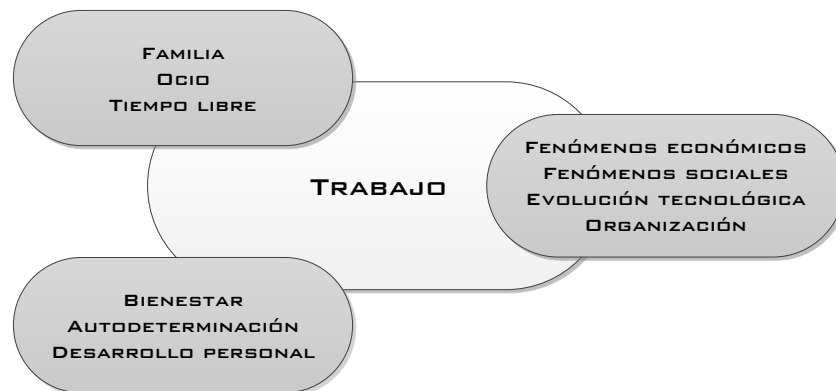 Familia
Ocio
Tiempo libre
Trabajo
Fenómenos económicos
Fenómenos sociales
Evolución tecnológica
Organización
Bienestar
Autodeterminación
Desarrollo personal